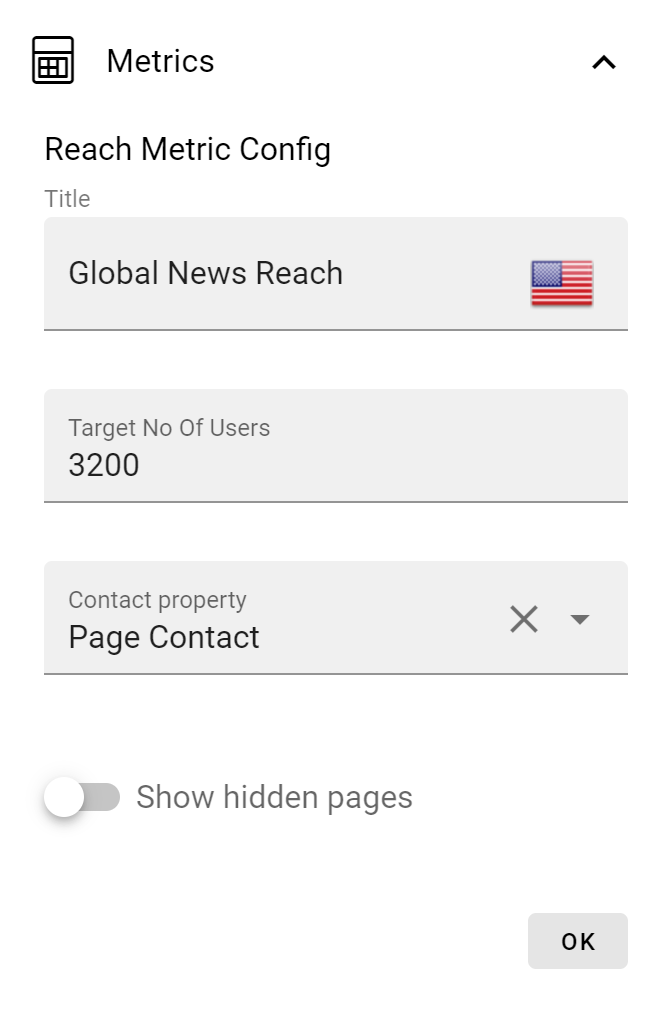 Metrics
Reach Metric Config
Title
Global News Reach
Target No Of Users
3200
Contact property
Page Contact
Show hidden pages
OK